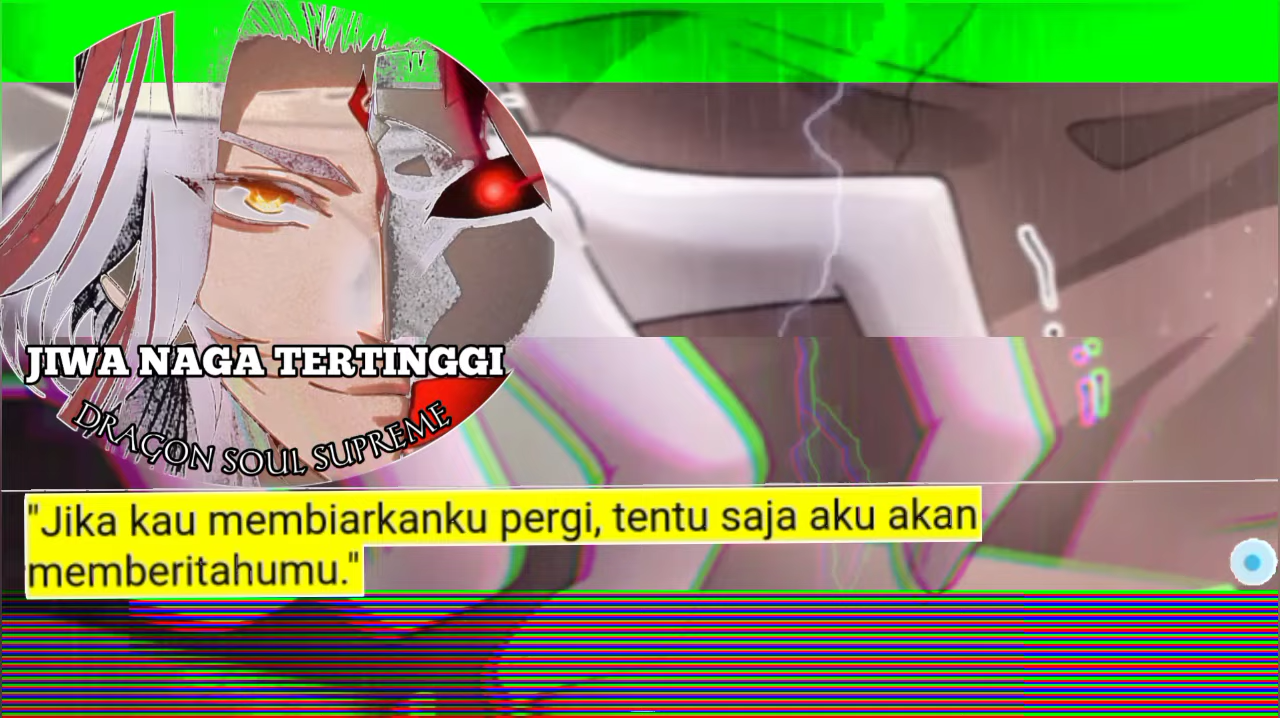 JIWA NAGA TERTINGGI
DRAGON SOUL SUPREME
"Jika kau membiarkanku pergi, tentu saja aku akan
memberitahumu."